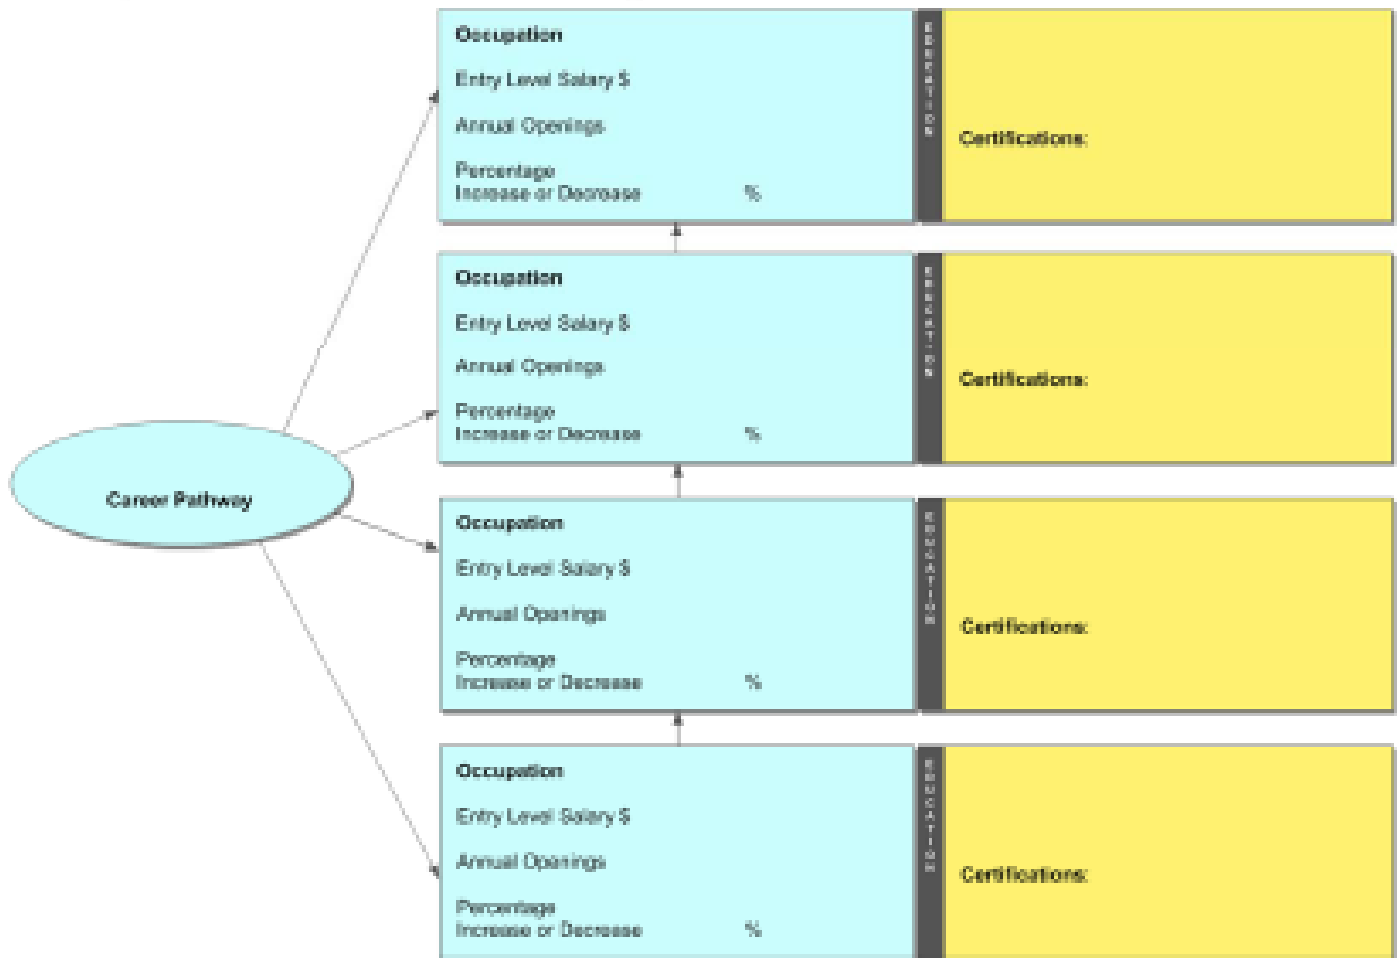 Occupation
Entry Level Salary $
Annual Openings
Percentage
Increase or Decrease %
EDUCATION
Certifications:
Occupation
Entry Level Salary $
Annual Openings
Percentage
Increase or Decrease %
EDUCATION
Certifications:
Career Pathway
Occupation
Entry Level Salary $
Annual Openings
Percentage
Increase or Decrease %
EDUCATION
Certifications:
Occupation
Entry Level Salary $
Annual Openings
Percentage
Increase or Decrease %
EDUCATION
Certifications: